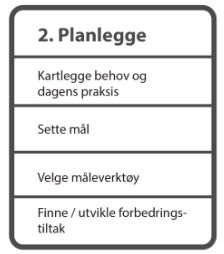 2. Planlegge
Kartlegge behov og
dagens praksis
Sette mål
Velge måleverktøy
Finne / utvikle forbedrings-
tiltak